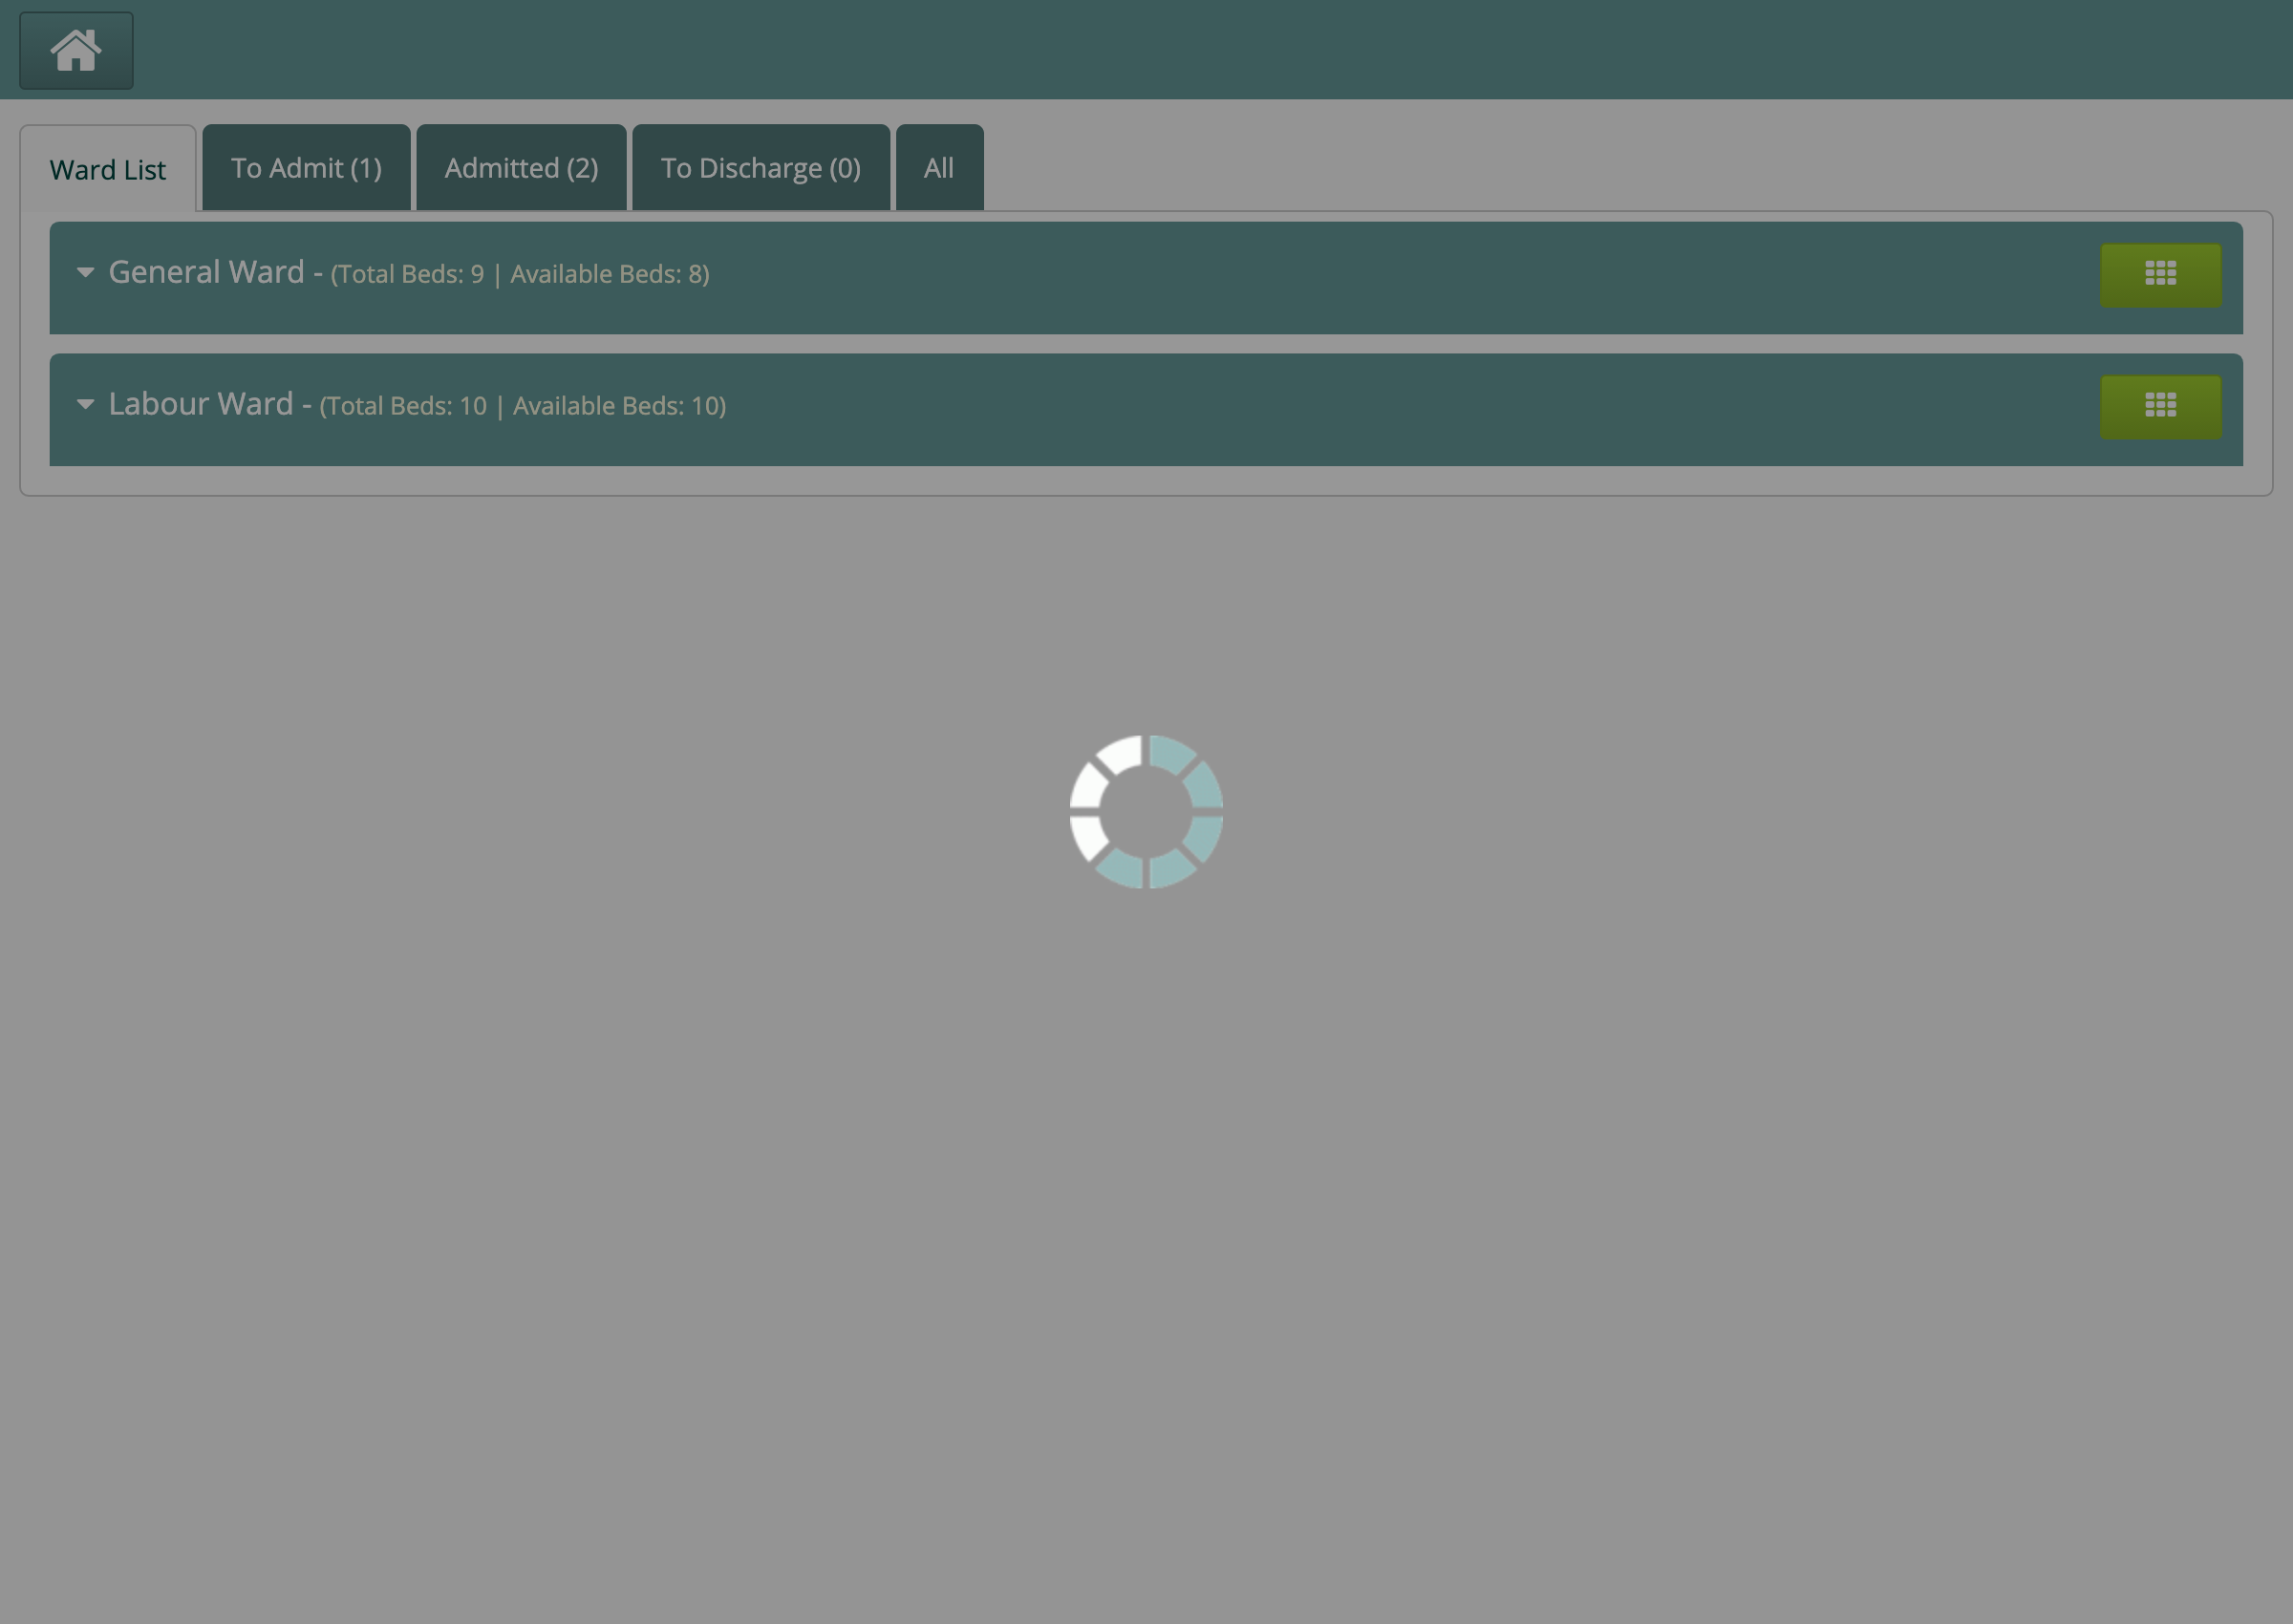 Ward List
To Admit (1)
Admitted (2)
To Discharge (0)
All
General Ward - (Total Beds: 9 | Available Beds: 8)
Labour Ward - (Total Beds: 10 | Available Beds: 10)